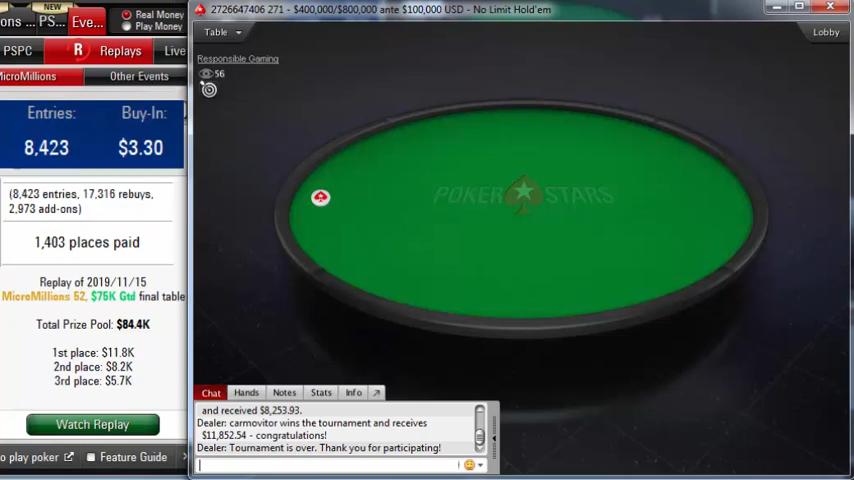 NEW
ons ... PS... Eve...
Real Money
Play Money
PSPC R Replays Live
MicroMillions Other Events
Entries: Buy-In:
8,423 $3.30
(8,423 entries, 17,316 rebuys,
2,973 add-ons)
1,403 places paid
Replay of 2019/11/15
MicroMillions 52, $75K Gtd final table
Total Prize Pool: $84.4K
1st place: $11.8K
2nd place: $8.2K
3rd place: $5.7K
Watch Replay
o play poker Feature Guide
2726647406 271 - $400,000/$800,000 ante $100,000 USD - No Limit Hold'em
Table Lobby
Responsible Gaming
56
POKER STARS
Chat Hands Notes Stats Info
and received $8,253.93.
Dealer: carmovitor wins the tournament and receives
$11,852.54 - congratulations!
Dealer: Tournament is over. Thank you for participating!